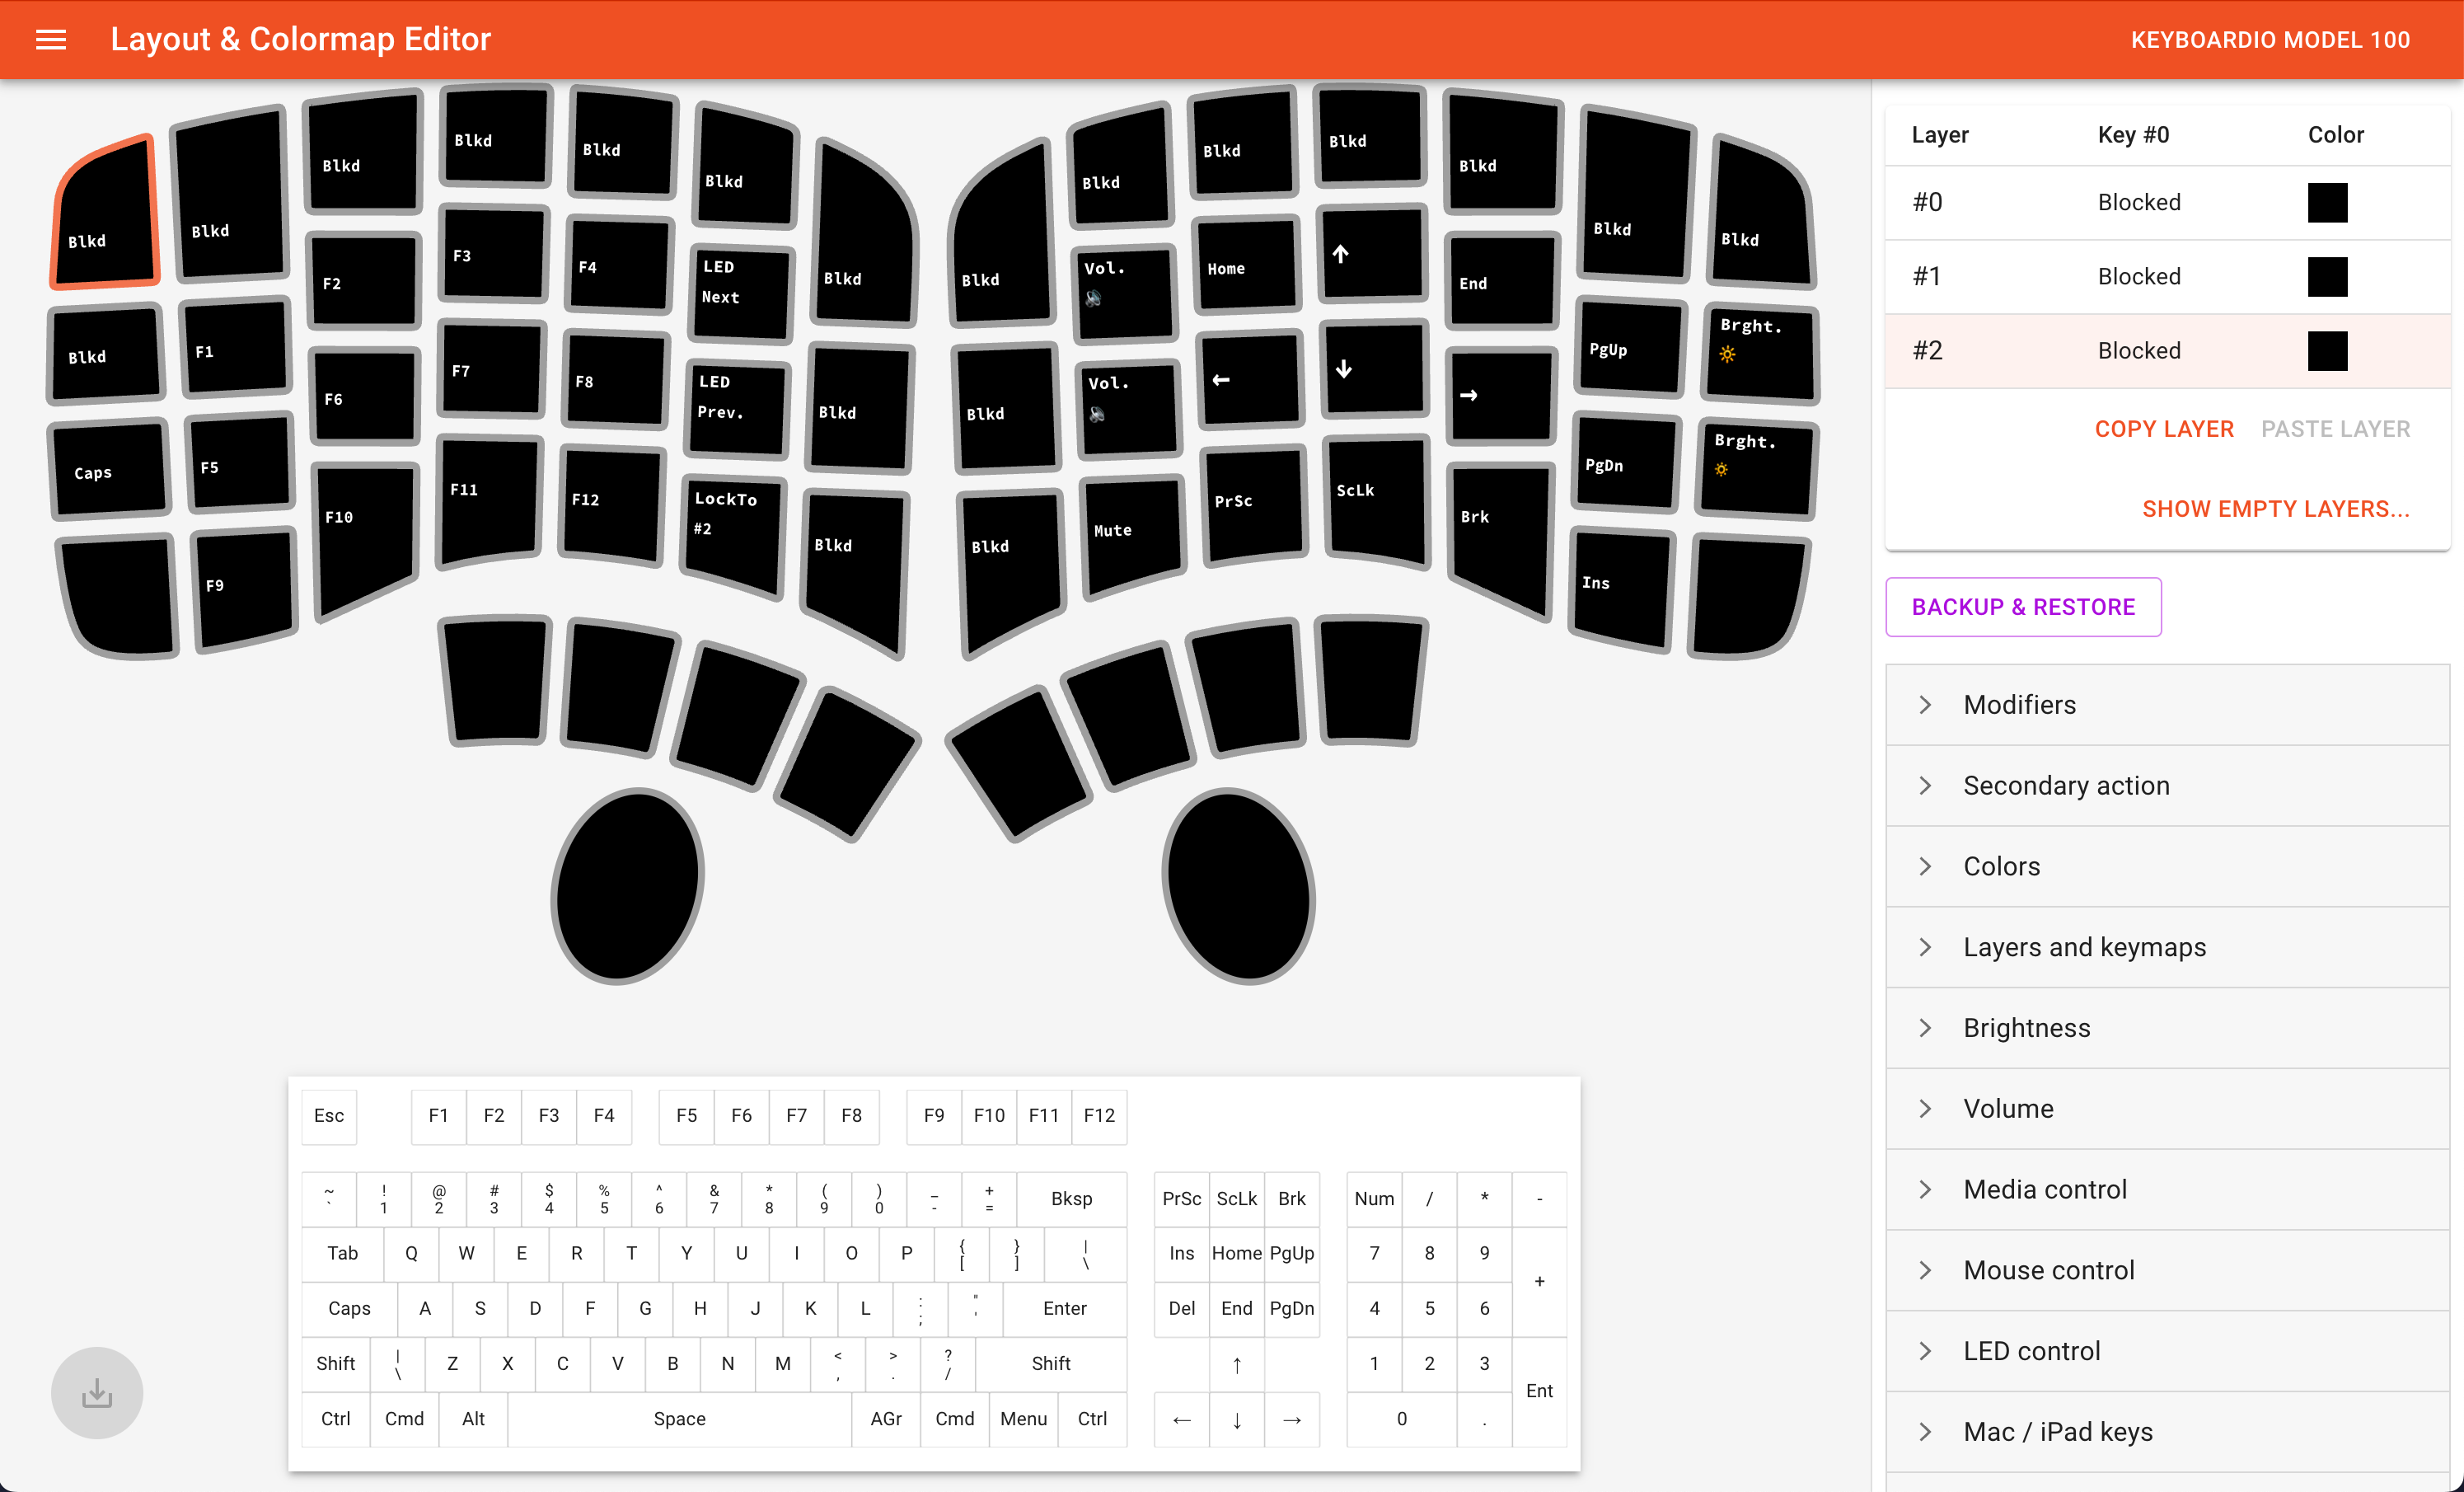 Layout & Colormap Editor
KEYBOARDIO MODEL 100
Blkd
Blkd
Blkd
Blkd
Blkd
Blkd
Blkd
Blkd
F1
F2
F3
F4
LED
Next
Caps
F5
F6
F7
F8
LED
Prev.
Blkd
F9
F10
F11
F12
LockTo
#2
Blkd
Blkd
Blkd
Blkd
Blkd
Blkd
Blkd
Blkd
Vol.
Home
↑
End
PgUp
Brght.
Blkd
Vol.
←
↓
→
PgDn
Brght.
Blkd
Mute
PrSc
ScLk
Brk
Ins
Layer Key #0 Color
#0 Blocked
#1 Blocked
#2 Blocked
COPY LAYER PASTE LAYER
SHOW EMPTY LAYERS...
BACKUP & RESTORE
Modifiers
Secondary action
Colors
Layers and keymaps
Brightness
Volume
Media control
Mouse control
LED control
Mac / iPad keys
Esc F1 F2 F3 F4 F5 F6 F7 F8 F9 F10 F11 F12
~ ! @ # $ % ^ & * ( ) _ +
` 1 2 3 4 5 6 7 8 9 0 - = Bksp PrSc ScLk Brk Num / * -
Tab Q W E R T Y U I O P { [ } ] | \ Ins Home PgUp 7 8 9 +
Caps A S D F G H J K L : ; " ' Enter Del End PgDn 4 5 6
Shift | \ Z X C V B N M < , > . ? / Shift ↑ 1 2 3 Ent
Ctrl Cmd Alt Space AGr Cmd Menu Ctrl ← ↓ → 0 .